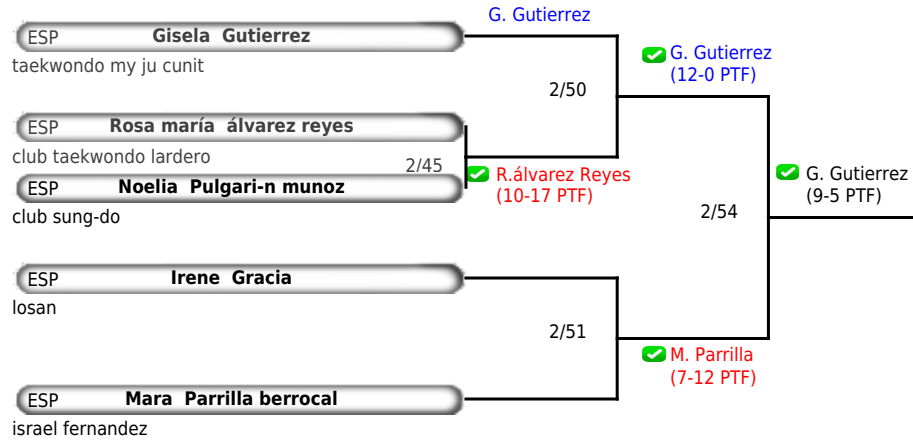 G. Gutierrez
ESP Gisela Gutierrez
taekwondo my ju cunit
G. Gutierrez
(12-0 PTF)
2/50
ESP Rosa maría álvarez reyes
club taekwondo lardero
2/45
R.álvarez Reyes
(10-17 PTF)
G. Gutierrez
(9-5 PTF)
ESP Noelia Pulgari-n munoz
club sung-do
2/54
ESP Irene Gracia
losan
2/51
M. Parrilla
(7-12 PTF)
ESP Mara Parrilla berrocal
israel fernandez